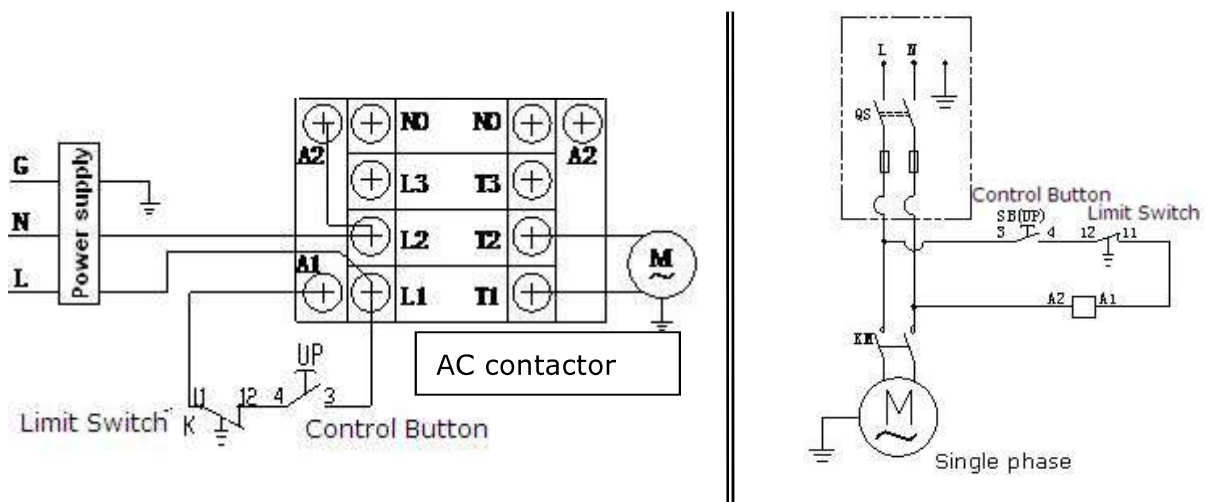 G
N
L
Power supply
A2
NO
NO
A2
L3
T3
L2
T2
A1
L1
T1
M
AC contactor
UP
11
12
4
3
K
Limit Switch
Control Button
L
N
QS
Control Button
SB(UP)
Limit Switch
3
4
12
11
A2
A1
KM
M
Single phase